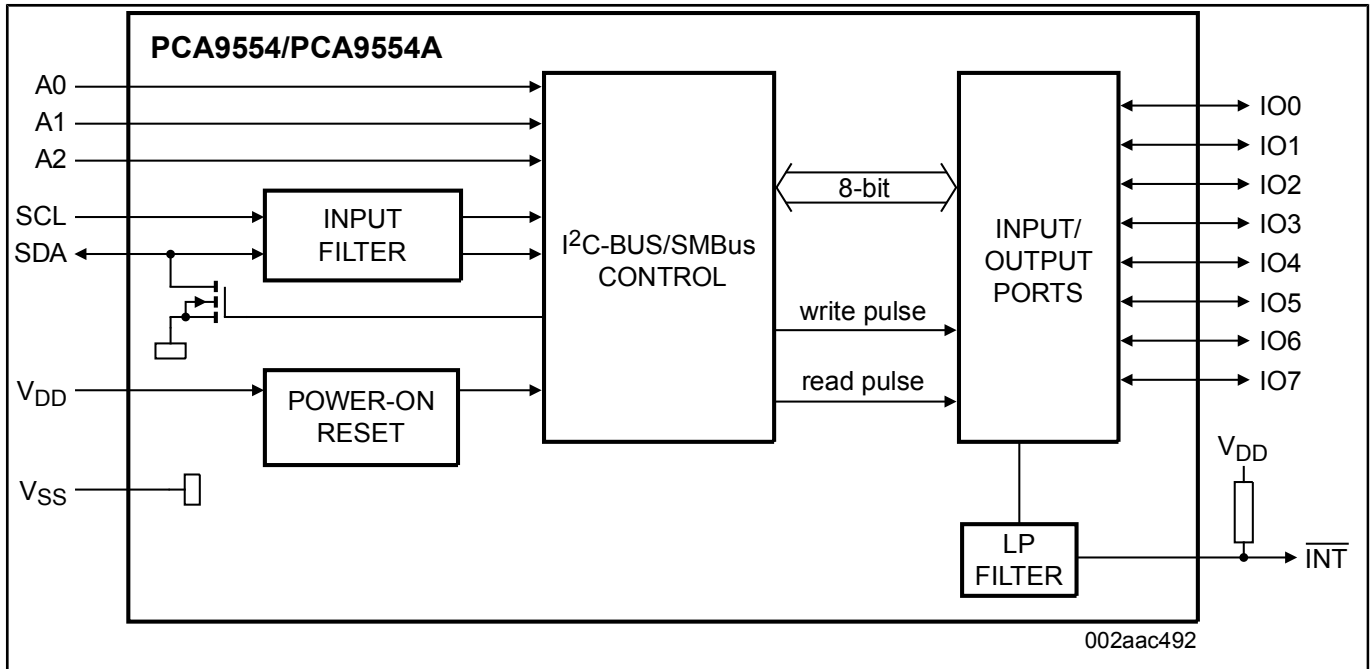 PCA9554/PCA9554A
A0
A1
A2
SCL
SDA
VDD
VSS
INPUT
FILTER
POWER-ON
RESET
I2C-BUS/SMBus
CONTROL
8-bit
write pulse
read pulse
INPUT/
OUTPUT
PORTS
IO0
IO1
IO2
IO3
IO4
IO5
IO6
IO7
VDD
LP
FILTER
INT
002aac492